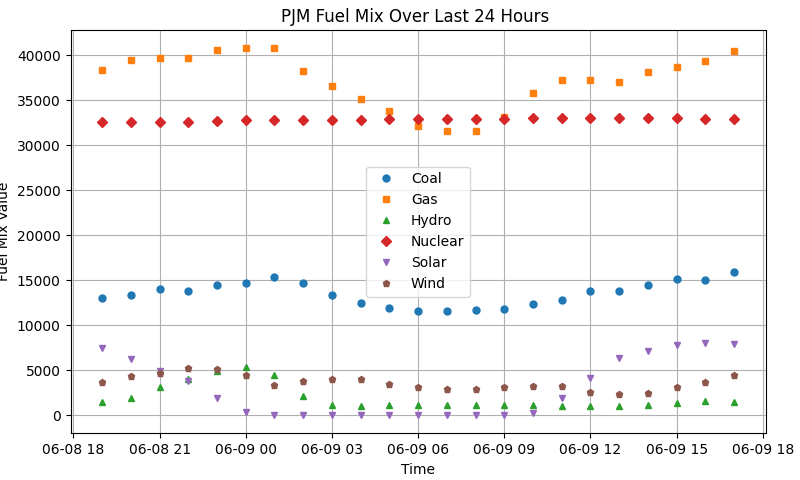 PJM Fuel Mix Over Last 24 Hours
Fuel Mix Value
40000
35000
30000
25000
20000
15000
10000
5000
0
Coal
Gas
Hydro
Nuclear
Solar
Wind
06-08 18 06-08 21 06-09 00 06-09 03 06-09 06 06-09 09 06-09 12 06-09 15 06-09 18
Time